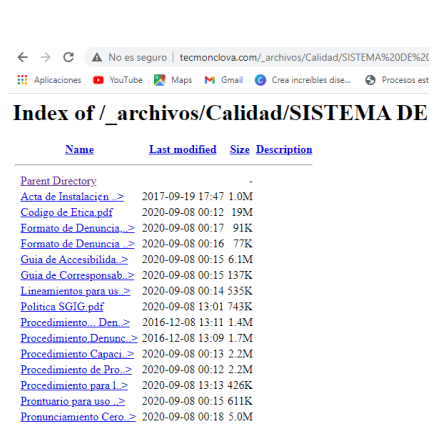 No es seguro | tecmonclova.com/_archivos/Calidad/SISTEMA%20DE%20
Aplicaciones YouTube Maps Gmail Crea increíbles dise... Procesos est
Index of /_archivos/Calidad/SISTEMA DE
Name Last modified Size Description
Parent Directory -
Acta de Instalación ..> 2017-09-19 17:47 1.0M
Codigo de Etica.pdf 2020-09-08 00:12 19M
Formato de Denuncia,..> 2020-09-08 00:17 91K
Formato de Denuncia ..> 2020-09-08 00:16 77K
Guia de Accesibilida..> 2020-09-08 00:15 6.1M
Guia de Corresponsab..> 2020-09-08 00:15 137K
Lineamientos para us..> 2020-09-08 00:14 535K
Politica SGIG.pdf 2020-09-08 13:01 743K
Procedimiento... Den..> 2016-12-08 13:11 1.4M
Procedimiento.Denunc..> 2016-12-08 13:09 1.7M
Procedimiento Capaci..> 2020-09-08 00:13 2.2M
Procedimiento de Pro..> 2020-09-08 00:12 2.2M
Procedimiento para l..> 2020-09-08 13:13 426K
Prontuario para uso ..> 2020-09-08 00:15 611K
Pronunciamiento Cero..> 2020-09-08 00:18 5.0M